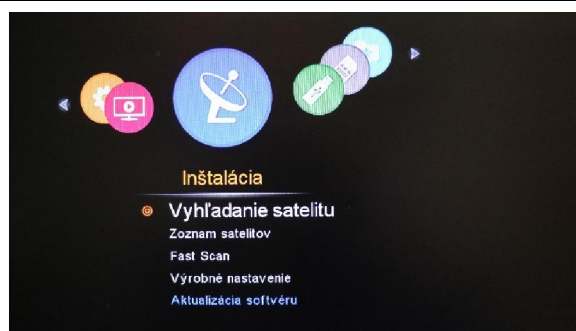 Inštalácia
Vyhľadanie satelitu
Zoznam satelitov
Fast Scan
Výrobné nastavenie
Aktualizácia softvéru